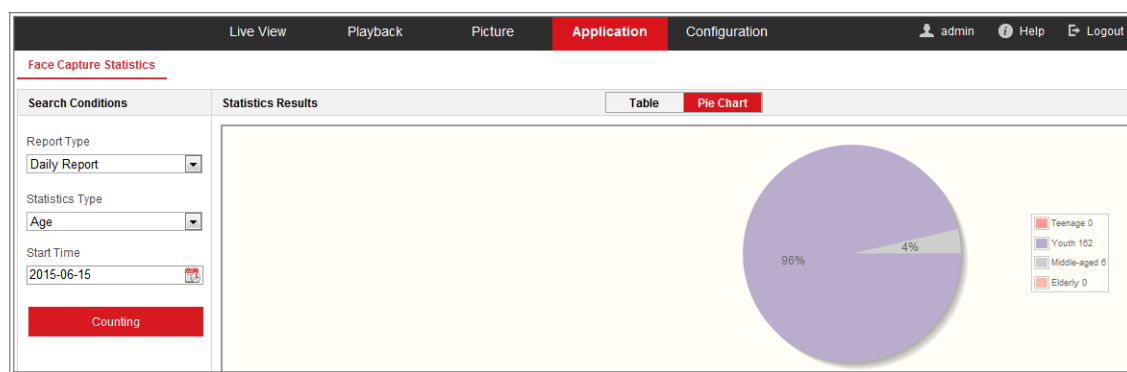 Live View Playback Picture Application Configuration admin Help Logout
Face Capture Statistics
Search Conditions
Statistics Results
Table Pie Chart
Report Type
Daily Report
Statistics Type
Age
Start Time
2015-06-15
Counting
96%
4%
Teenage 0
Youth 162
Middle-aged 6
Elderly 0